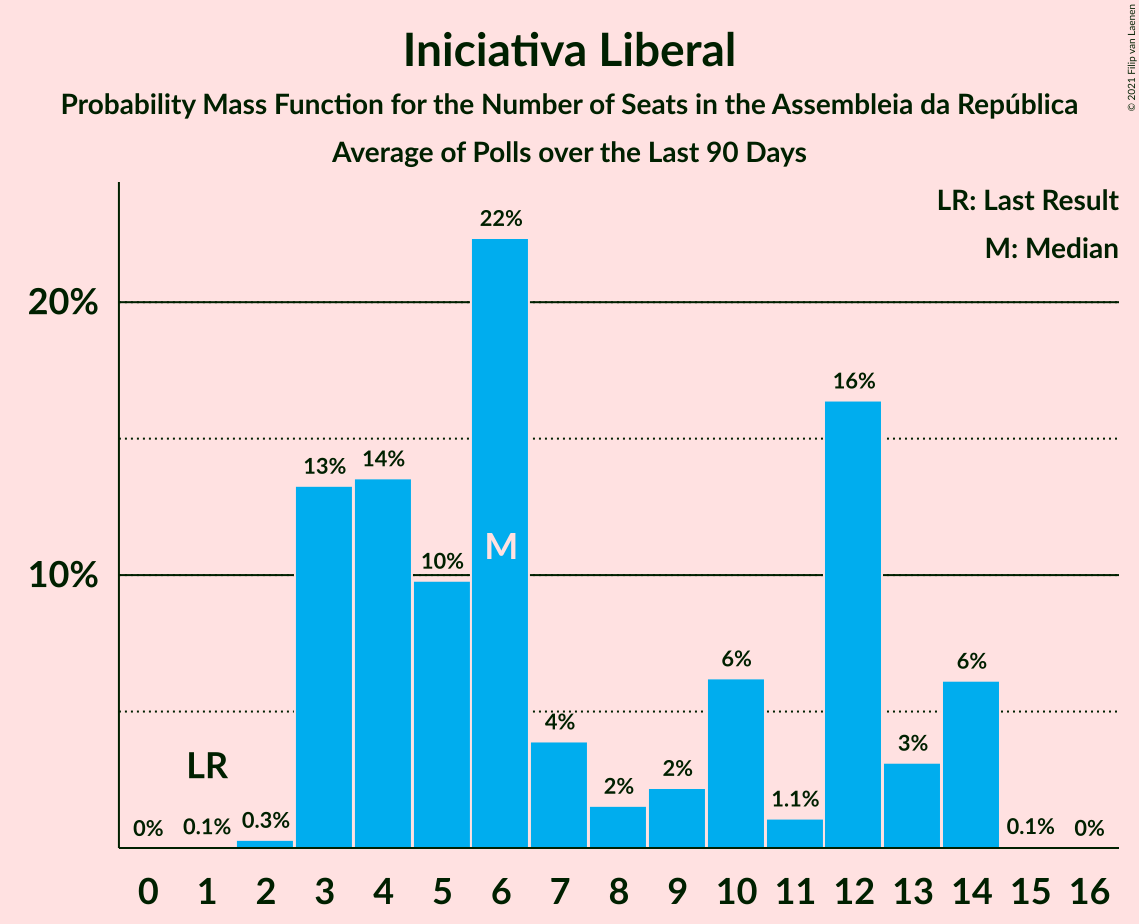 Iniciativa Liberal
Probability Mass Function for the Number of Seats in the Assembleia da República
Average of Polls over the Last 90 Days
© 2021 Filip van Laenen
LR: Last Result
M: Median
20%
10%
0%
0.1%
0.3%
13%
14%
10%
22%
4%
2%
2%
6%
1.1%
16%
3%
6%
0.1%
0%
LR
M
0 1 2 3 4 5 6 7 8 9 10 11 12 13 14 15 16